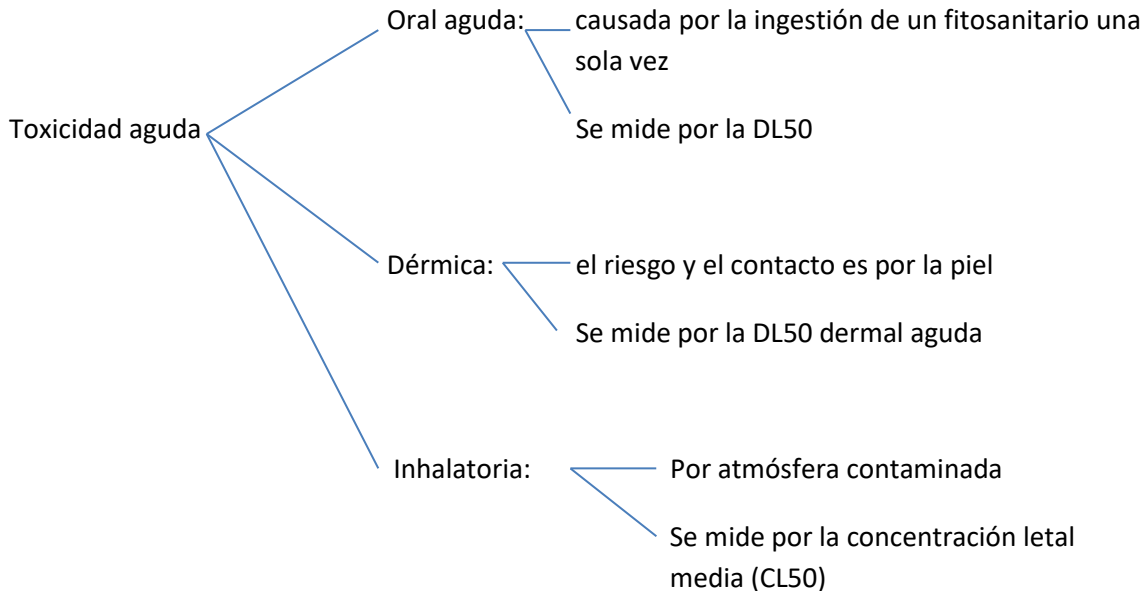 Oral aguda: causada por la ingestión de un fitosanitario una
sola vez
Toxicidad aguda
Se mide por la DL50
Dérmica: el riesgo y el contacto es por la piel
Se mide por la DL50 dermal aguda
Inhalatoria: Por atmósfera contaminada
Se mide por la concentración letal
media (CL50)